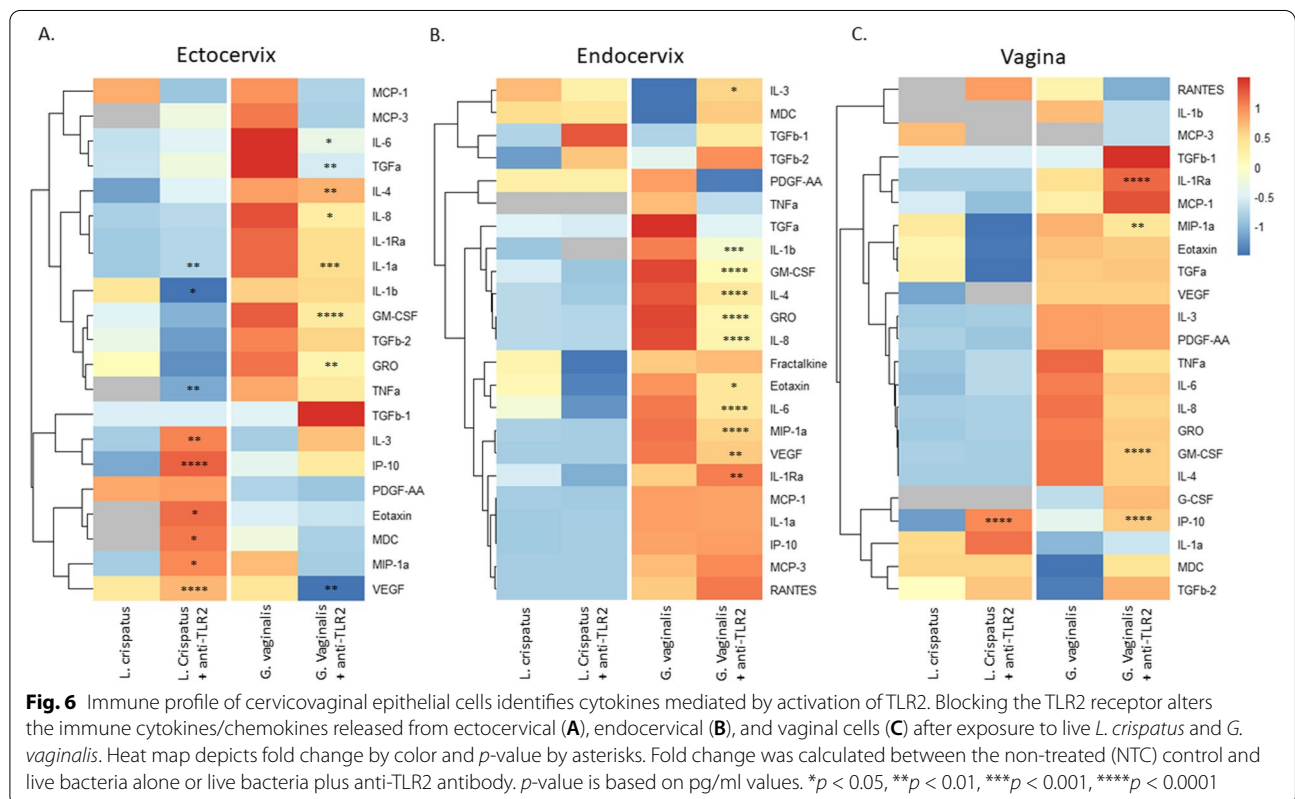 A.
Ectocervix
MCP-1
MCP-3
IL-6
*
TGFa
**
IL-4
**
IL-8
*
IL-1Ra
IL-1a
** ***
IL-1b
*
GM-CSF
****
TGFb-2
GRO
**
TNFa
**
TGFb-1
IL-3
**
IP-10
****
PDGF-AA
Eotaxin
*
MDC
*
MIP-1a
*
VEGF
**** **
L. crispatus
L. Crispatus
+ anti-TLR2
G. vaginalis
G. Vaginalis
+ anti-TLR2
B.
Endocervix
IL-3
*
MDC
TGFb-1
TGFb-2
PDGF-AA
TNFa
TGFa
IL-1b
***
GM-CSF
****
IL-4
****
GRO
****
IL-8
****
Fractalkine
Eotaxin
*
IL-6
****
MIP-1a
****
VEGF
**
IL-1Ra
**
MCP-1
IL-1a
IP-10
MCP-3
RANTES
L. crispatus
L. Crispatus
+ anti-TLR2
G. vaginalis
G. Vaginalis
+ anti-TLR2
C.
Vagina
RANTES
IL-1b
MCP-3
TGFb-1
IL-1Ra
****
MCP-1
MIP-1a
**
Eotaxin
TGFa
VEGF
IL-3
PDGF-AA
TNFa
IL-6
IL-8
GRO
GM-CSF
****
IL-4
G-CSF
IP-10
**** ****
IL-1a
MDC
TGFb-2
L. crispatus
L. Crispatus
+ anti-TLR2
G. vaginalis
G. Vaginalis
+ anti-TLR2
1
0.5
0
-0.5
-1
Fig. 6 Immune profile of cervicovaginal epithelial cells identifies cytokines mediated by activation of TLR2. Blocking the TLR2 receptor alters
the immune cytokines/chemokines released from ectocervical (A), endocervical (B), and vaginal cells (C) after exposure to live L. crispatus and G.
vaginalis. Heat map depicts fold change by color and p-value by asterisks. Fold change was calculated between the non-treated (NTC) control and
live bacteria alone or live bacteria plus anti-TLR2 antibody. p-value is based on pg/ml values. *p < 0.05, **p < 0.01, ***p < 0.001, ****p < 0.0001